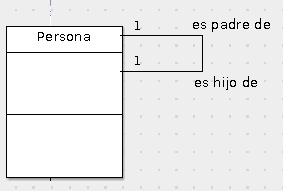 1 es padre de
Persona
1
es hijo de